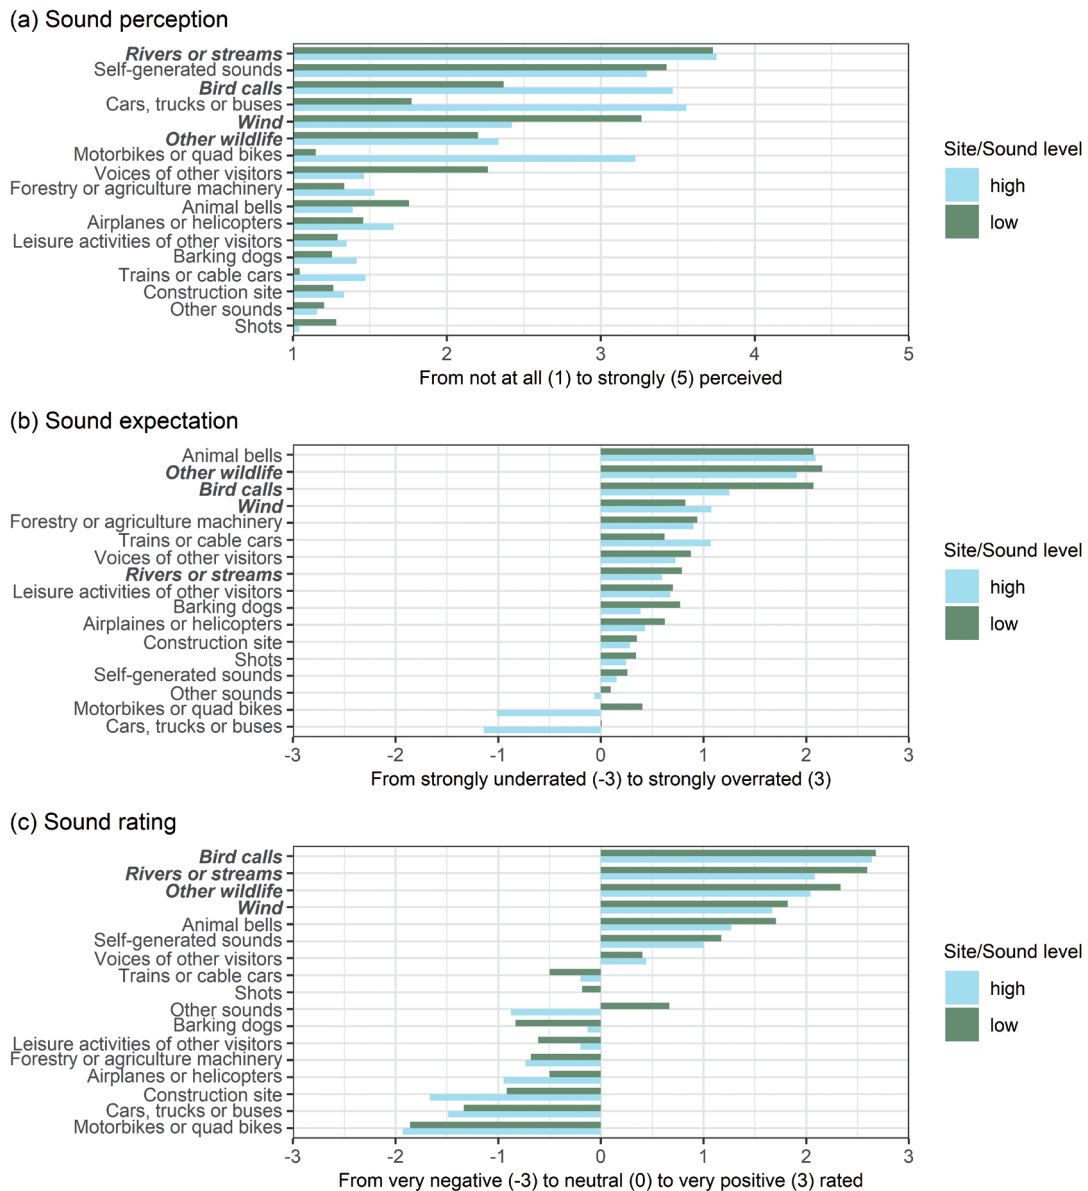 (a) Sound perception
Rivers or streams
Self-generated sounds
Bird calls
Cars, trucks or buses
Wind
Other wildlife
Motorbikes or quad bikes
Voices of other visitors
Forestry or agriculture machinery
Animal bells
Airplanes or helicopters
Leisure activities of other visitors
Barking dogs
Trains or cable cars
Construction site
Other sounds
Shots
1 2 3 4 5
From not at all (1) to strongly (5) perceived
Site/Sound level
high
low
(b) Sound expectation
Animal bells
Other wildlife
Bird calls
Wind
Forestry or agriculture machinery
Trains or cable cars
Voices of other visitors
Rivers or streams
Leisure activities of other visitors
Barking dogs
Airplaines or helicopters
Construction site
Shots
Self-generated sounds
Other sounds
Motorbikes or quad bikes
Cars, trucks or buses
-3 -2 -1 0 1 2 3
From strongly underrated (-3) to strongly overrated (3)
Site/Sound level
high
low
(c) Sound rating
Bird calls
Rivers or streams
Other wildlife
Wind
Animal bells
Self-generated sounds
Voices of other visitors
Trains or cable cars
Shots
Other sounds
Barking dogs
Leisure activities of other visitors
Forestry or agriculture machinery
Airplanes or helicopters
Construction site
Cars, trucks or buses
Motorbikes or quad bikes
-3 -2 -1 0 1 2 3
From very negative (-3) to neutral (0) to very positive (3) rated
Site/Sound level
high
low